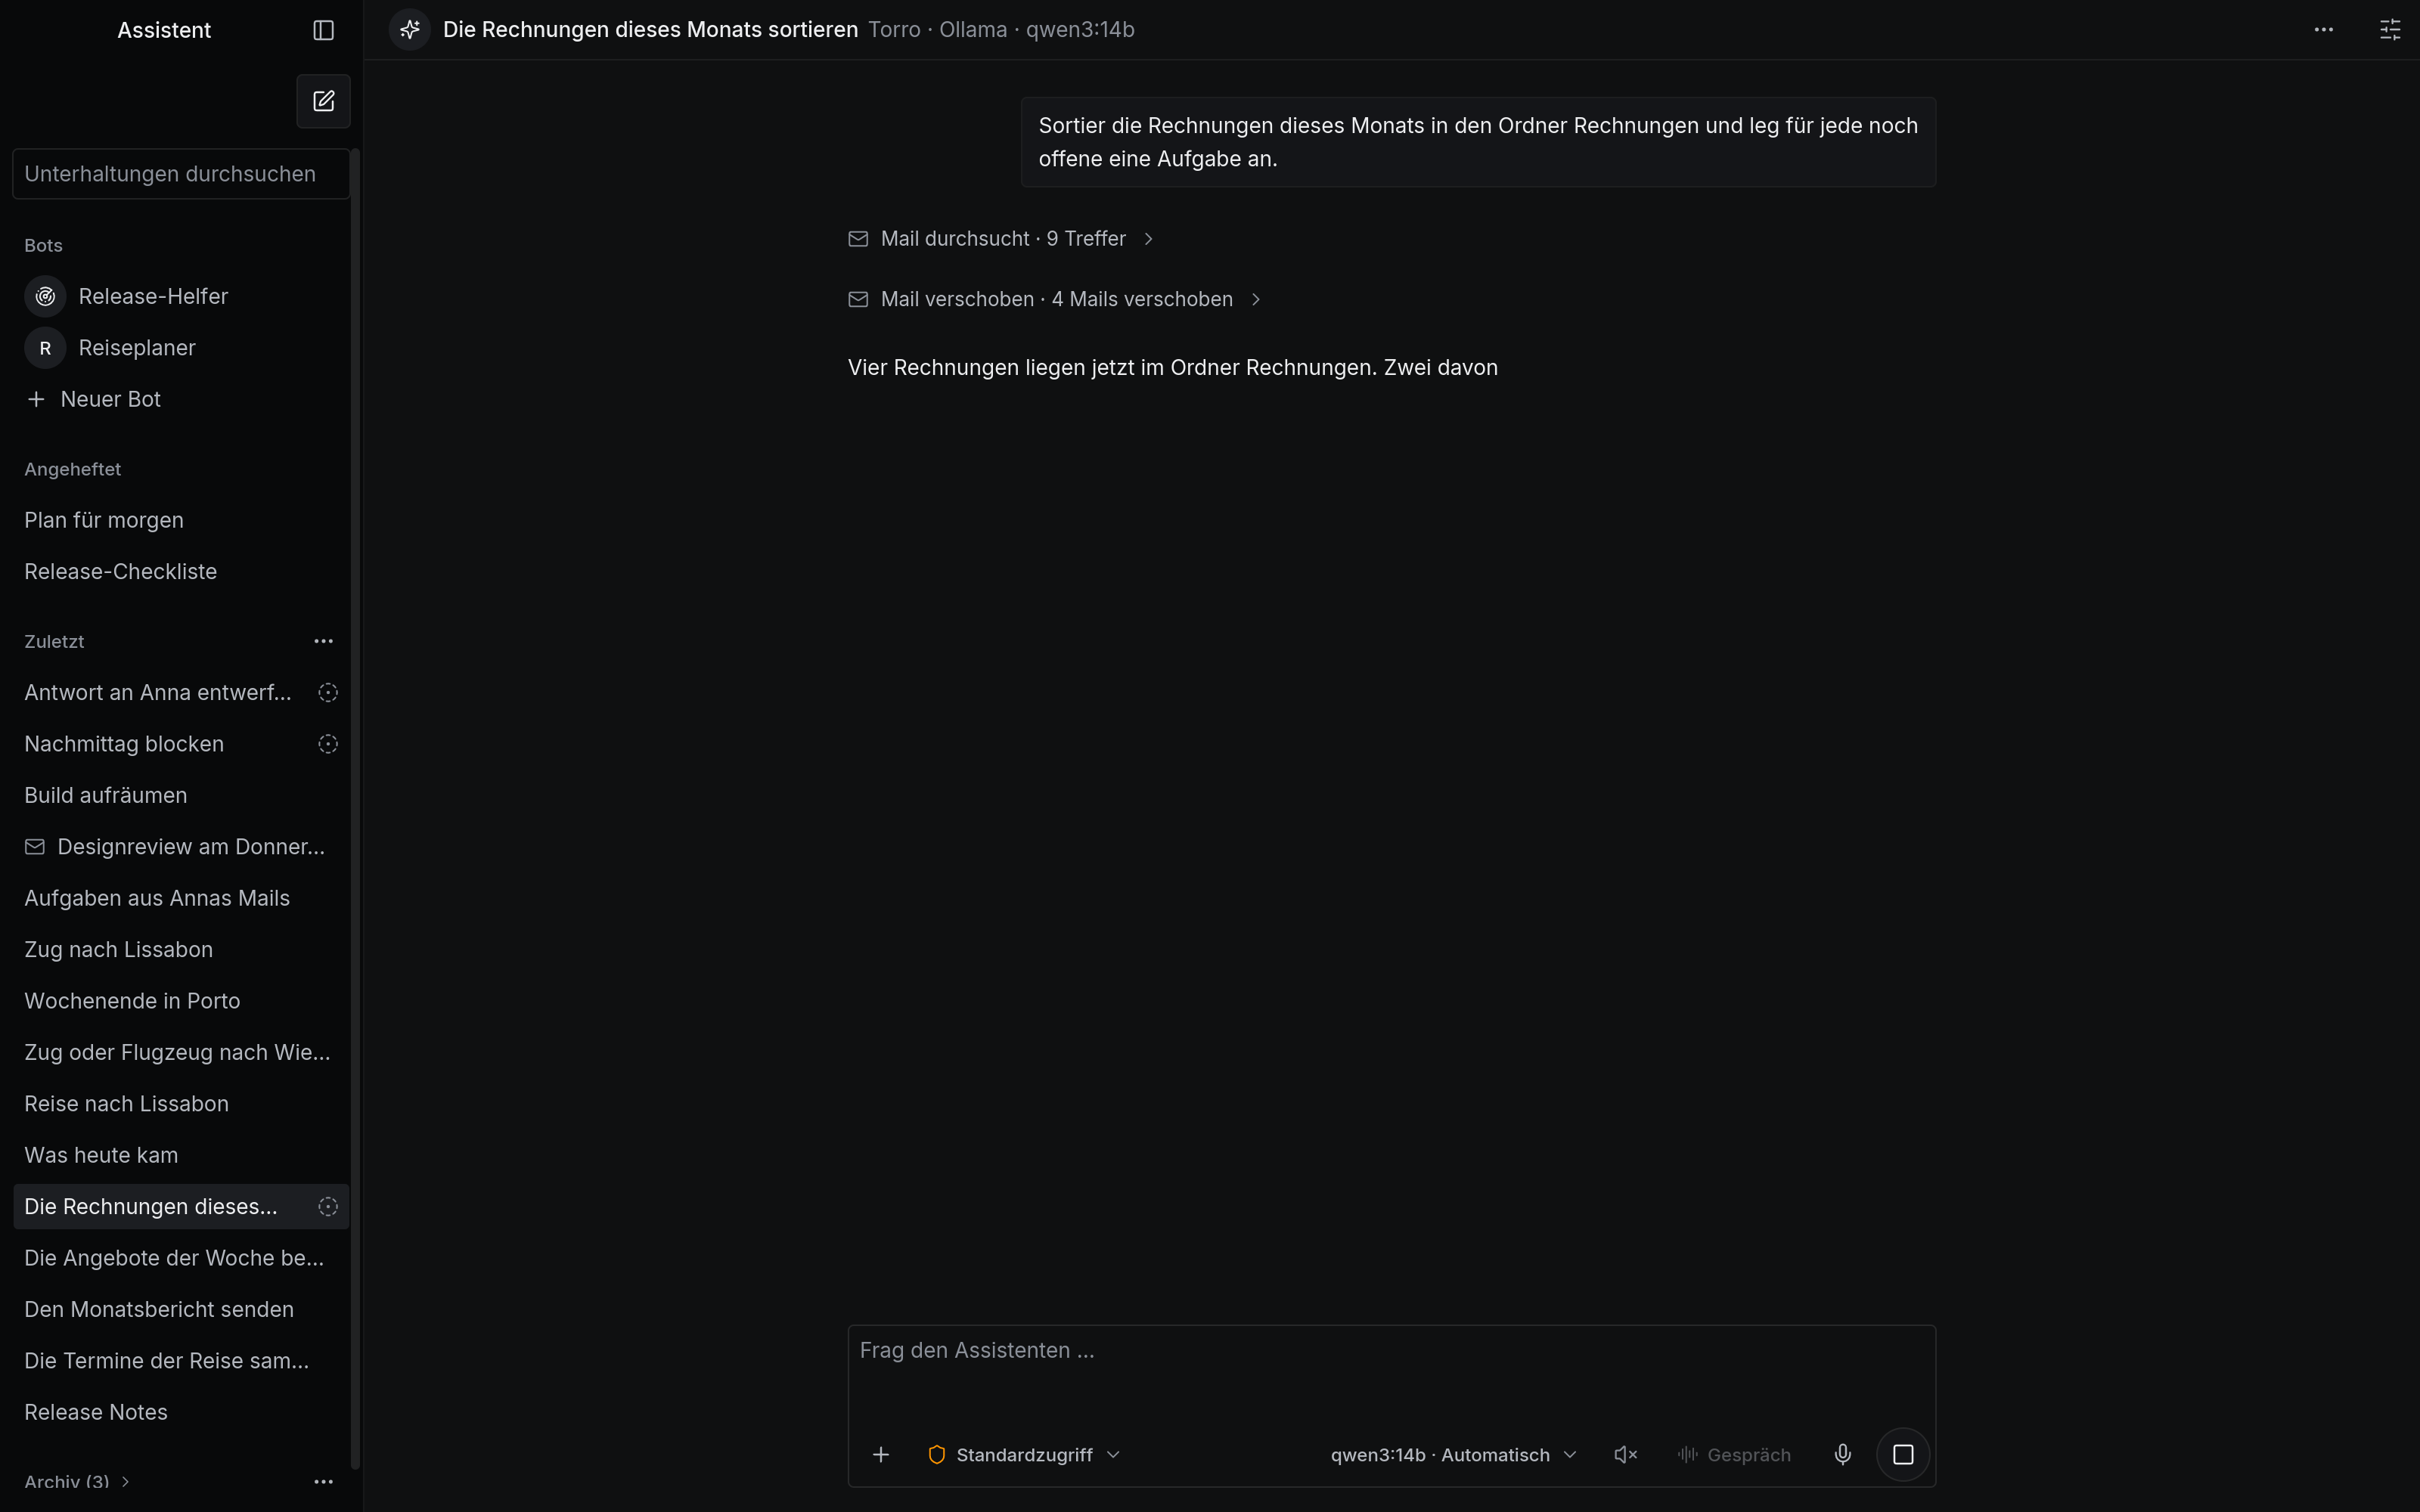 Assistent
Unterhaltungen durchsuchen
Bots
Release-Helfer
R Reiseplaner
Neuer Bot
Angeheftet
Plan für morgen
Release-Checkliste
Zuletzt
Antwort an Anna entwerf...
Nachmittag blocken
Build aufräumen
Designreview am Donner...
Aufgaben aus Annas Mails
Zug nach Lissabon
Wochenende in Porto
Zug oder Flugzeug nach Wie...
Reise nach Lissabon
Was heute kam
Die Rechnungen dieses...
Die Angebote der Woche be...
Den Monatsbericht senden
Die Termine der Reise sam...
Release Notes
Archiv (3)
Die Rechnungen dieses Monats sortieren Torro · Ollama · qwen3:14b
Sortier die Rechnungen dieses Monats in den Ordner Rechnungen und leg für jede noch
offene eine Aufgabe an.
Mail durchsucht · 9 Treffer
Mail verschoben · 4 Mails verschoben
Vier Rechnungen liegen jetzt im Ordner Rechnungen. Zwei davon
Frag den Assistenten ...
Standardzugriff
qwen3:14b · Automatisch
Gespräch